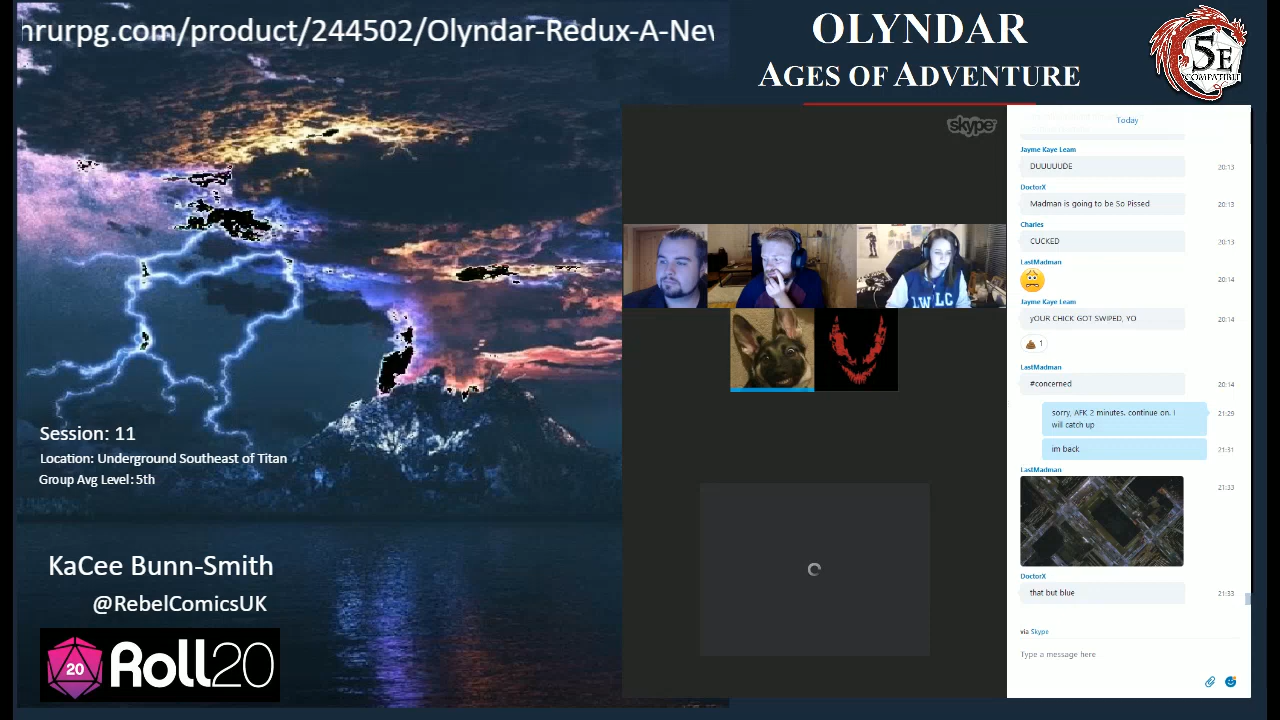 hrurpg.com/product/244502/Olyndar-Redux-A-Nev
OLYNDAR
AGES OF ADVENTURE
5E
COMPATIBLE
skype
Today
Jayme Kaye Leam
DUUUUUDE
20:13
DoctorX
Madman is going to be So Pissed
20:13
Charles
CUCKED
20:13
LastMadman
20:14
Jayme Kaye Leam
yOUR CHICK GOT SWIPED, YO
20:14
1
LastMadman
#concerned
20:14
sorry, AFK 2 minutes. continue on. I
will catch up
21:29
im back
21:31
LastMadman
21:33
DoctorX
that but blue
21:33
via Skype
Type a message here
LWLC
Session: 11
Location: Underground Southeast of Titan
Group Avg Level: 5th
KaCee Bunn-Smith
@RebelComicsUK
20
Roll20